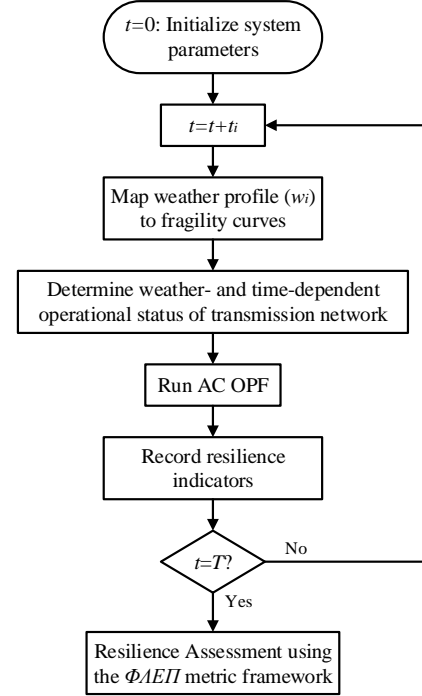 t=0: Initialize system
parameters
t=t+ti
Map weather profile (wi)
to fragility curves
Determine weather- and time-dependent
operational status of transmission network
Run AC OPF
Record resilience
indicators
t=T?
No
Yes
Resilience Assessment using
the ΦΛΕΠ metric framework